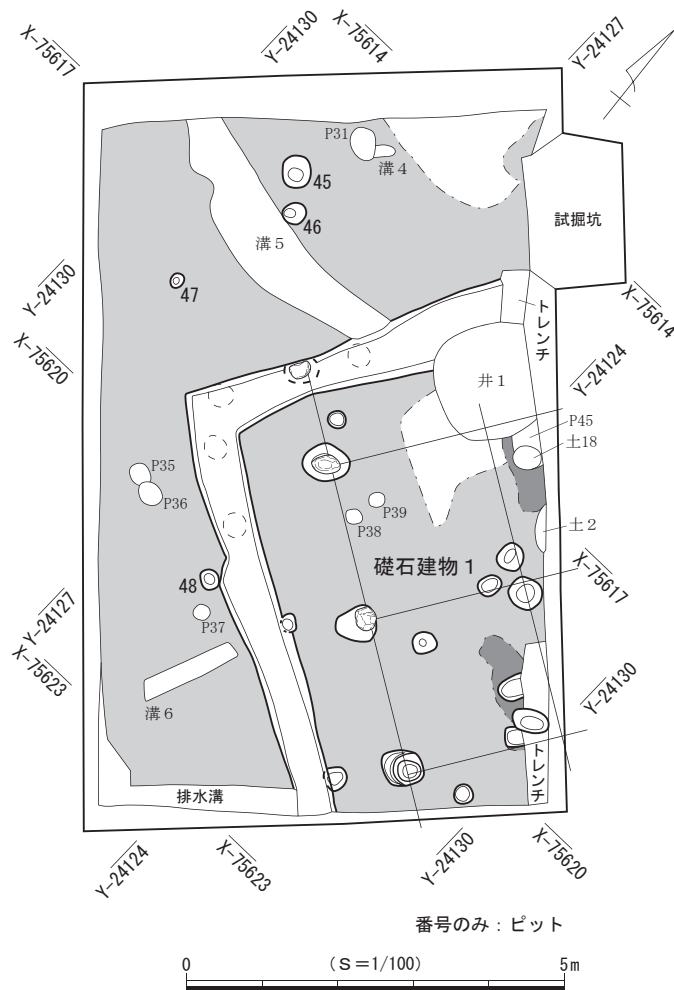 X-75617
Y-24130
X-75614
Y-24127
P31
溝4
45
46
試掘坑
溝5
47
Y-24130
X-75620
トレンチ
X-75614
井1
Y-24124
P45
土18
P35
P36
P39
P38
土2
礎石建物1
X-75617
48
P37
Y-24127
X-75623
溝6
Y-24130
トレンチ
排水溝
Y-24124
X-75623
Y-24130
X-75620
番号のみ：ピット
0 (S=1/100) 5m